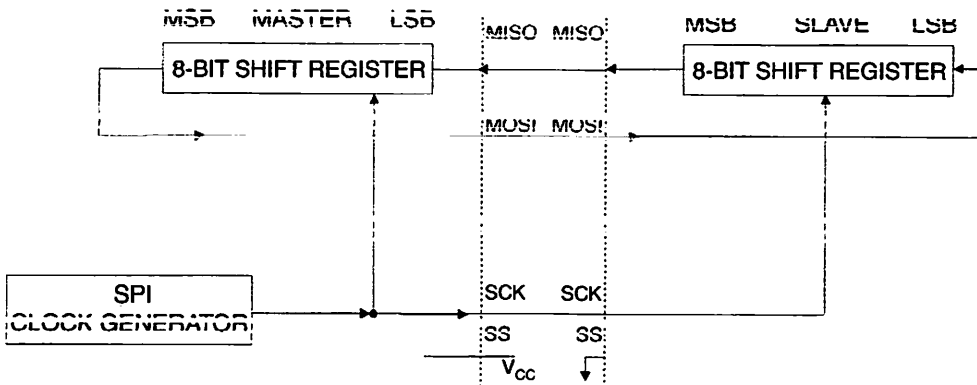 MSB MASTER LSB
MISO MISO
MSB SLAVE LSB
8-BIT SHIFT REGISTER
8-BIT SHIFT REGISTER
MOSI MOSI
SPI
CLOCK GENERATOR
SCK SCK
SS SS
VCC